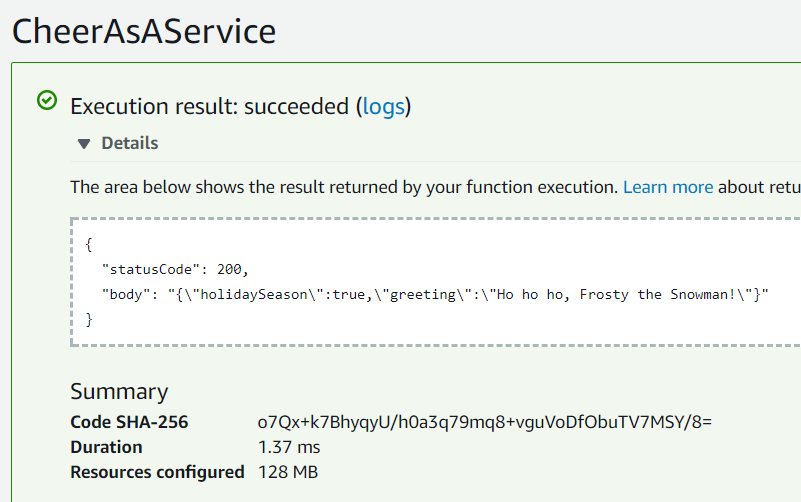 CheerAsAService
Execution result: succeeded (logs)
Details
The area below shows the result returned by your function execution. Learn more about
{
"statusCode": 200,
"body": "{\"holidaySeason\":true,\"greeting\":\"Ho ho ho, Frosty the Snowman!\"}"
}
Summary
Code SHA-256 o7Qx+k7BhyqyU/h0a3q79mq8+vguVoDfObuTV7MSY/8=
Duration 1.37 ms
Resources configured 128 MB